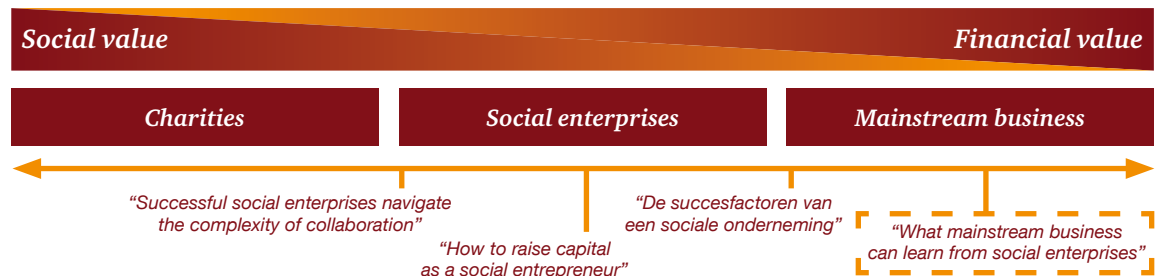 Social value
Financial value
Charities
Social enterprises
Mainstream business
“Successful social enterprises navigate
the complexity of collaboration”
“How to raise capital
as a social entrepreneur”
“De succesfactoren van
een sociale onderneming”
“What mainstream business
can learn from social enterprises”